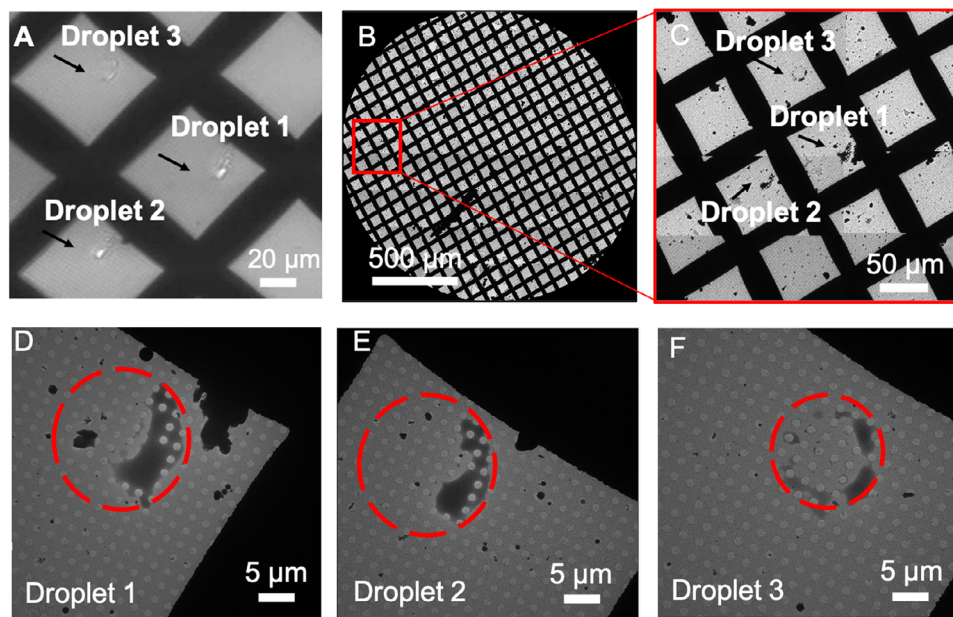 A
Droplet 3
Droplet 1
Droplet 2
20 μm
B
500 μm
C
Droplet 3
Droplet 1
Droplet 2
50 μm
D
Droplet 1
5 μm
E
Droplet 2
5 μm
F
Droplet 3
5 μm